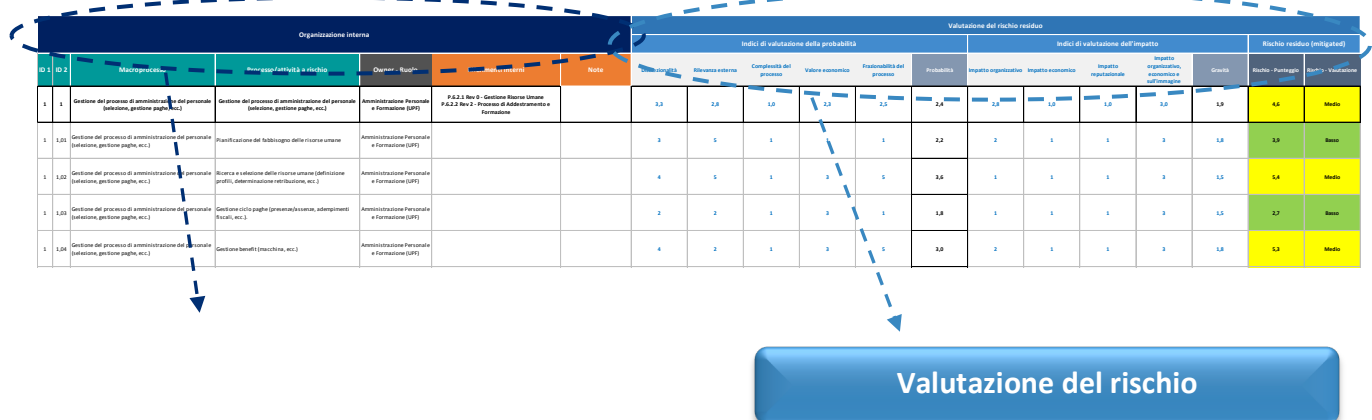 Organizzazione interna
Valutazione del rischio residuo
Indici di valutazione della probabilità
Indici di valutazione dell'impatto
Rischio residuo (mitigated)
ID 1 ID 2 Macroprocesso Processo/attività a rischio Owner - Ruolo interni Note Rilevanza esterna Complessità del processo Valore economico Frazionabilità del processo Probabilità Impatto organizzativo Impatto economico Impatto reputazionale Impatto organizzativo, economico e sull'immagine Gravità Rischio - Punteggio Rischio - Valutazione
1 1 Gestione del processo di amministrazione del personale (selezione, gestione paghe, ecc.) Gestione del processo di amministrazione del personale (selezione, gestione paghe, ecc.) Amministrazione Personale e Formazione (UPF) P.6.2.1 Rev 0 - Gestione Risorse Umane P.6.2.2 Rev 2 - Processo di Addestramento e Formazione 3,3 2,8 1,0 2,3 2,5 2,4 2,8 1,0 1,0 3,0 1,9 4,6 Medio
1 1,01 Gestione del processo di amministrazione del personale (selezione, gestione paghe, ecc.) Pianificazione del fabbisogno delle risorse umane Amministrazione Personale e Formazione (UPF) 3 5 1 1 2,2 2 1 1 3 1,8 3,9 Basso
1 1,02 Gestione del processo di amministrazione del personale (selezione, gestione paghe, ecc.) Ricerca e selezione delle risorse umane (definizione profili, determinazione retribuzione, ecc.) Amministrazione Personale e Formazione (UPF) 4 5 1 3 5 3,6 1 1 1 3 1,5 5,4 Medio
1 1,03 Gestione del processo di amministrazione del personale (selezione, gestione paghe, ecc.) Gestione ciclo paghe (presenze/assenze, adempimenti fiscali, ecc.). Amministrazione Personale e Formazione (UPF) 2 2 1 3 1 1,8 1 1 1 3 1,5 2,7 Basso
1 1,04 Gestione del processo di amministrazione del personale (selezione, gestione paghe, ecc.) Gestione benefit (macchina, ecc.) Amministrazione Personale e Formazione (UPF) 4 2 1 3 5 3,0 2 1 1 3 1,8 5,3 Medio
Valutazione del rischio